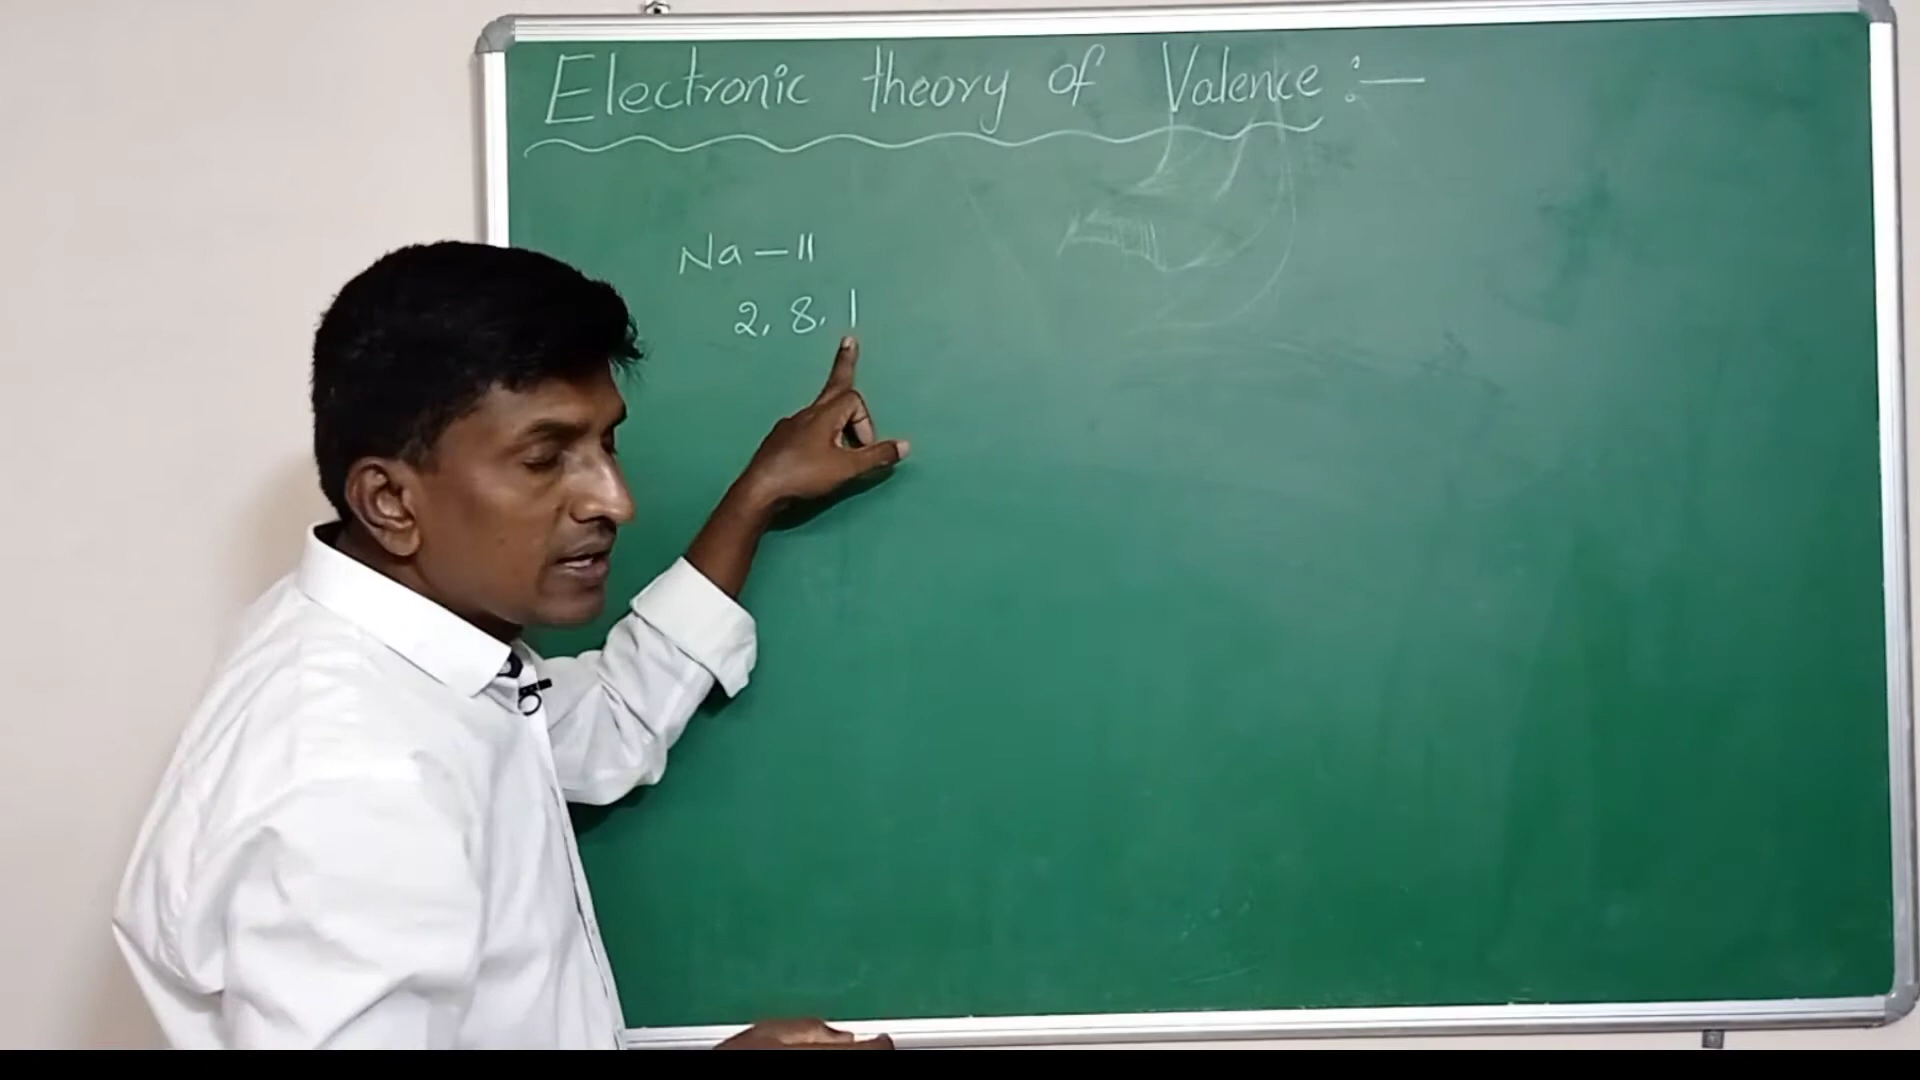 Electronic theory of Valence :-
Na - 11
2, 8, 1